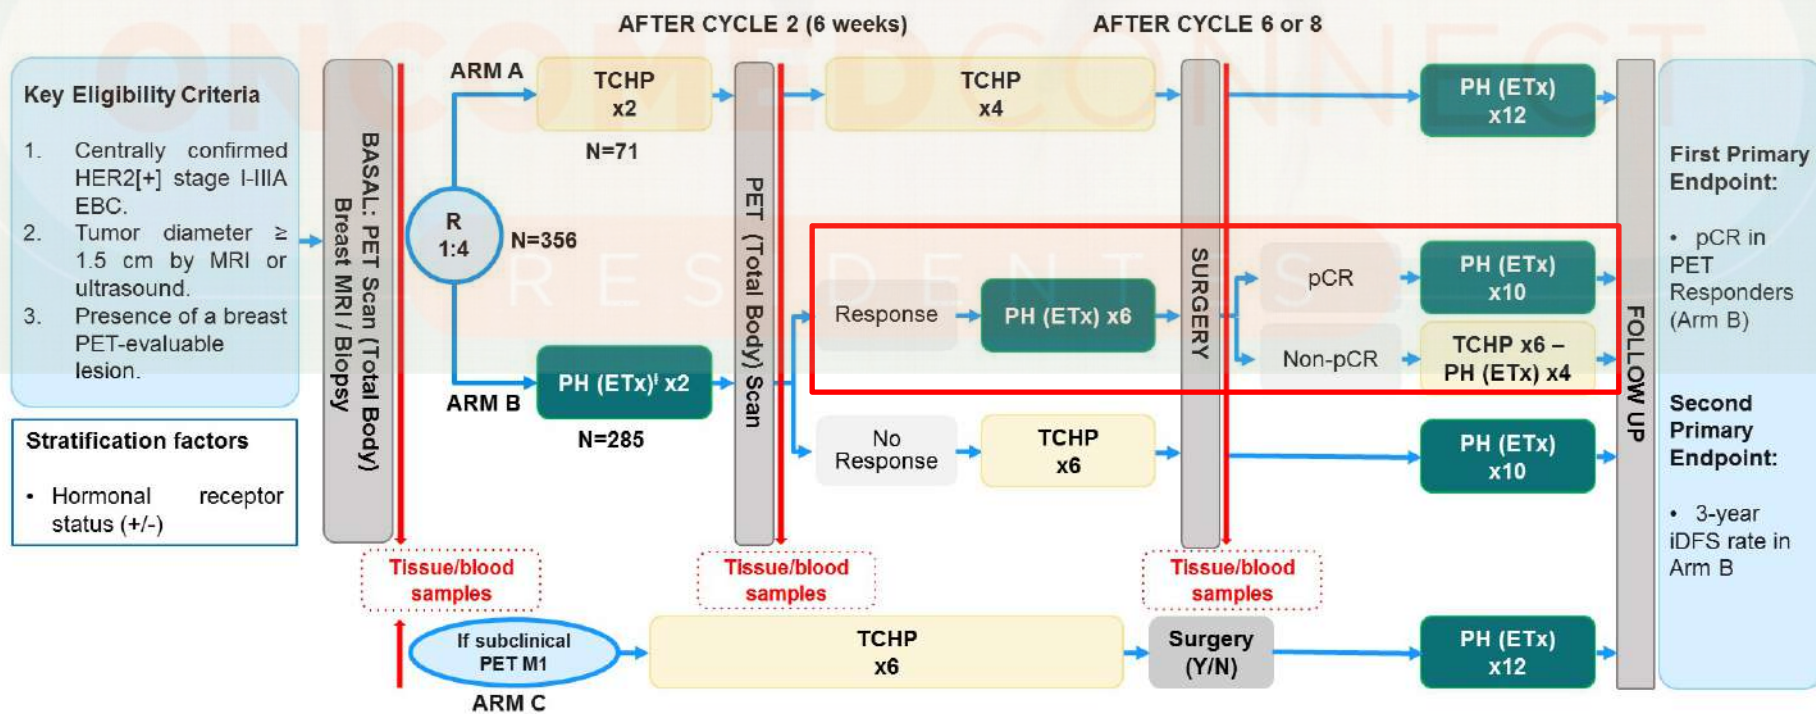 ONCOMEDCONNECT
RESIDENTES
AFTER CYCLE 2 (6 weeks)
AFTER CYCLE 6 or 8
Key Eligibility Criteria
1. Centrally confirmed
HER2[+] stage I-IIIA
EBC.
2. Tumor diameter ≥
1.5 cm by MRI or
ultrasound.
3. Presence of a breast
PET-evaluable
lesion.
Stratification factors
• Hormonal receptor
status (+/-)
BASAL: PET Scan (Total Body)
Breast MRI / Biopsy
R
1:4
N=356
ARM A
TCHP
x2
N=71
ARM B
PH (ETx)ⱡ x2
N=285
PET (Total Body) Scan
TCHP
x4
Response
PH (ETx) x6
No
Response
TCHP
x6
SURGERY
PH (ETx)
x12
pCR
PH (ETx)
x10
Non-pCR
TCHP x6 –
PH (ETx) x4
PH (ETx)
x10
FOLLOW UP
First Primary
Endpoint:
• pCR in
PET
Responders
(Arm B)
Second
Primary
Endpoint:
• 3-year
iDFS rate in
Arm B
Tissue/blood
samples
Tissue/blood
samples
Tissue/blood
samples
If subclinical
PET M1
ARM C
TCHP
x6
Surgery
(Y/N)
PH (ETx)
x12